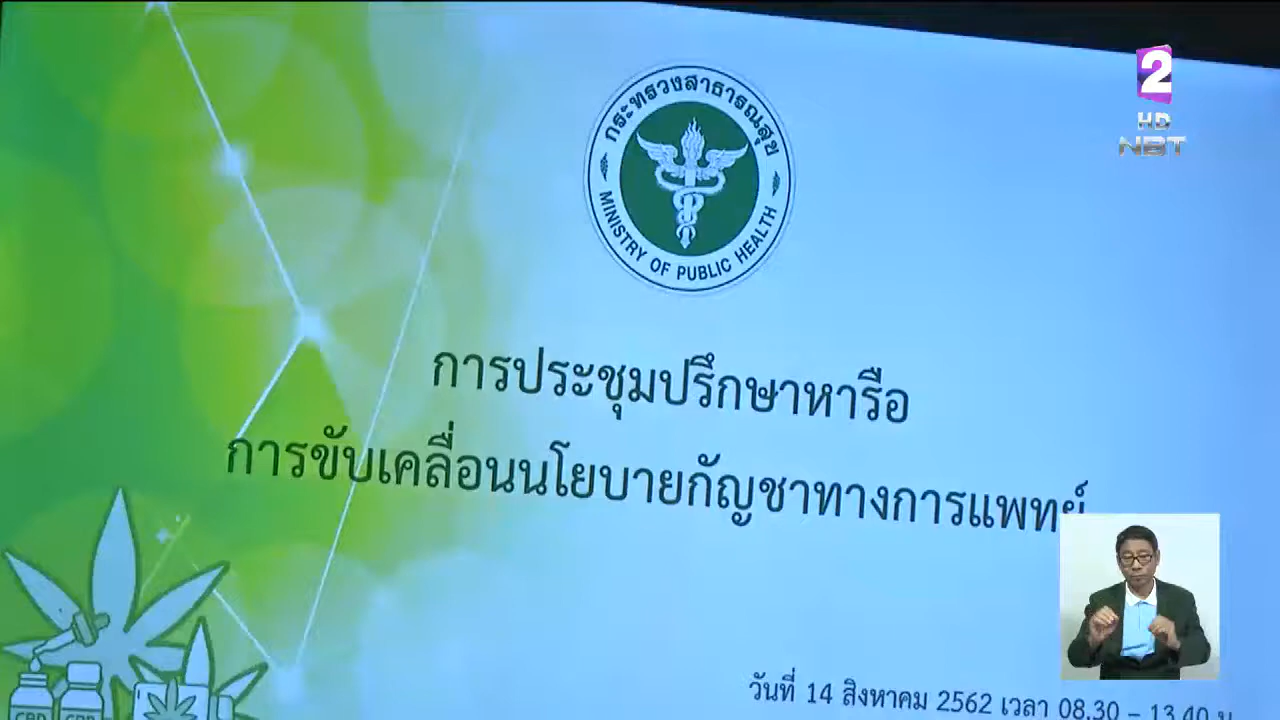 กระทรวงสาธารณสุข
MINISTRY OF PUBLIC HEALTH
2
HD
NBT
การประชุมปรึกษาหารือ
การขับเคลื่อนนโยบายกัญชาทางการแพทย์
วันที่ 14 สิงหาคม 2562 เวลา 08.30 – 13.40 น
CBD
CBD